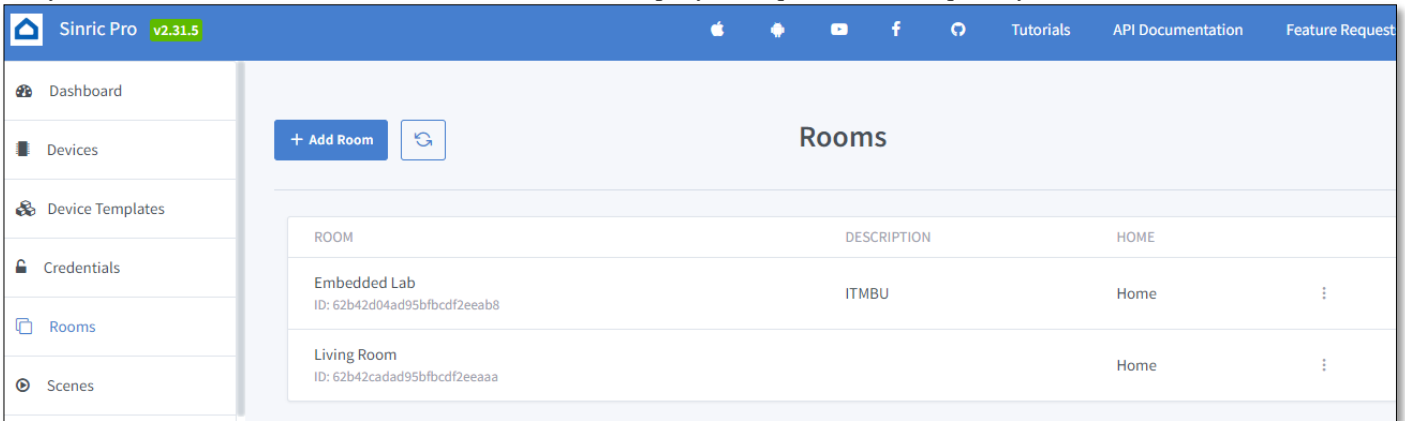 Sinric Pro v2.31.5 Tutorials API Documentation Feature Request
Dashboard
Devices
Device Templates
Credentials
Rooms
Scenes
+ Add Room
Rooms
ROOM DESCRIPTION HOME
Embedded Lab ITMBU Home
ID: 62b42d04ad95bfbcdf2eeab8
Living Room Home
ID: 62b42cadad95bfbcdf2eeaaa